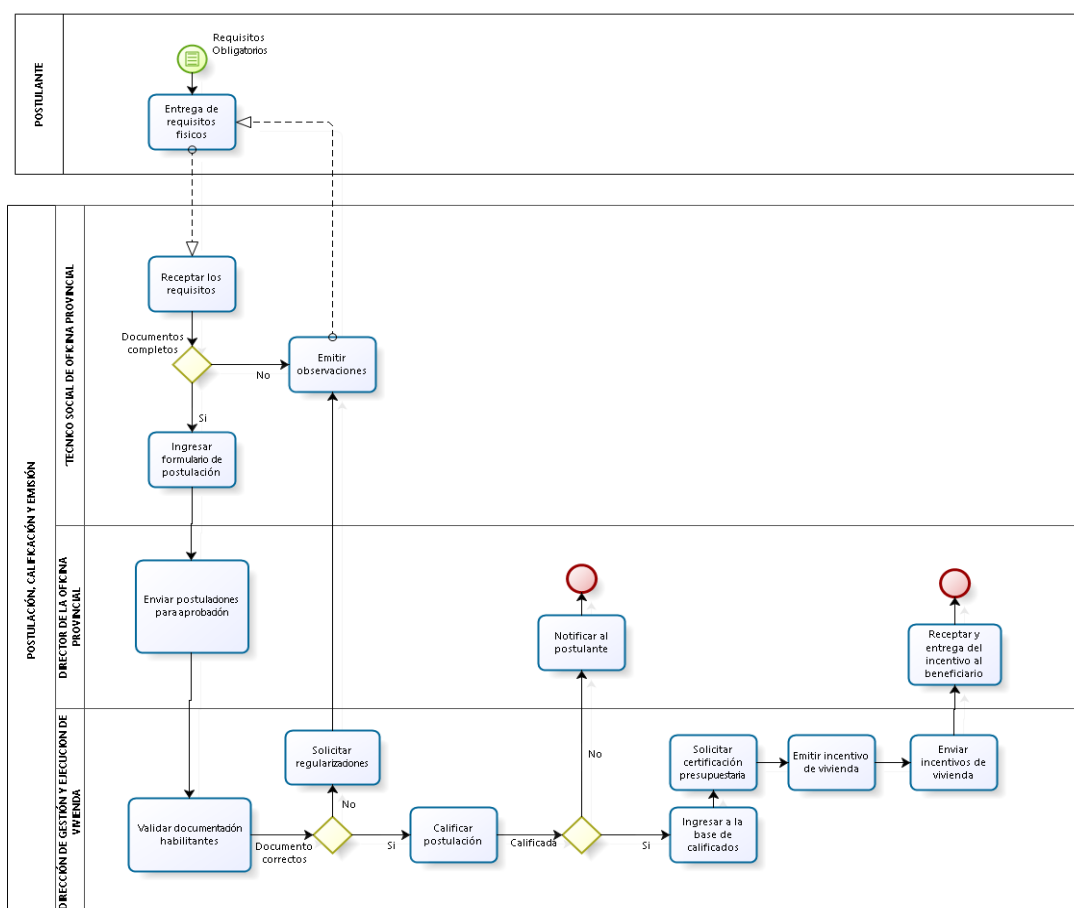 POSTULANTE
Requisitos
Obligatorios
Entrega de
requisitos
fisicos
POSTULACIÓN, CALIFICACIÓN Y EMISIÓN
TECNICO SOCIAL DE OFICINA PROVINCIAL
Receptar los
requisitos
Documentos
completos
No
Emitir
observaciones
Si
Ingresar
formulario de
postulación
DIRECTOR DE LA OFICINA
PROVINCIAL
Enviar postulaciones
para aprobación
Notificar al
postulante
Receptar y
entrega del
incentivo al
beneficiario
DIRECCIÓN DE GESTIÓN Y EJECUCION DE
VIVIENDA
Solicitar
regularizaciones
No
No
Solicitar
certificación
presupuestaria
Emitir incentivo
de vivienda
Enviar
incentivos de
vivienda
Validar documentación
habilitantes
Documento
correctos
Si
Calificar
postulación
Calificada
Si
Ingresar a la
base de
calificados